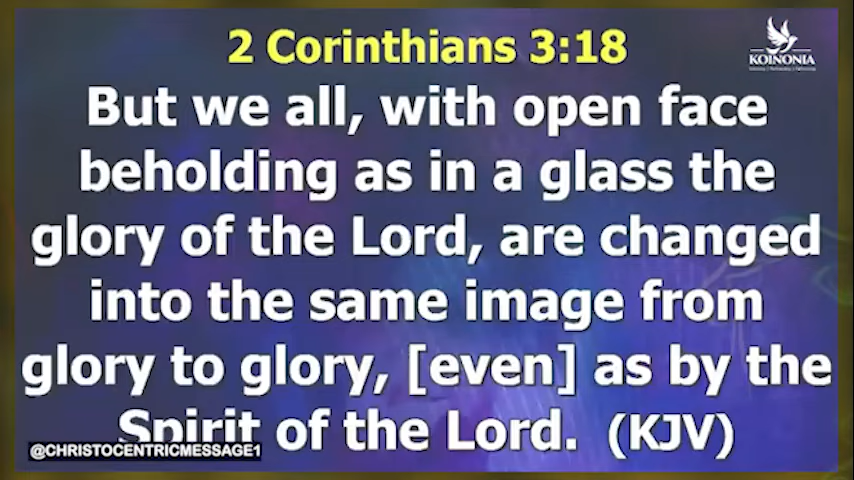 2 Corinthians 3:18
KOINONIA
But we all, with open face
beholding as in a glass the
glory of the Lord, are changed
into the same image from
glory to glory, [even] as by the
Spirit of the Lord. (KJV)
@CHRISTOCENTRICMESSAGE1